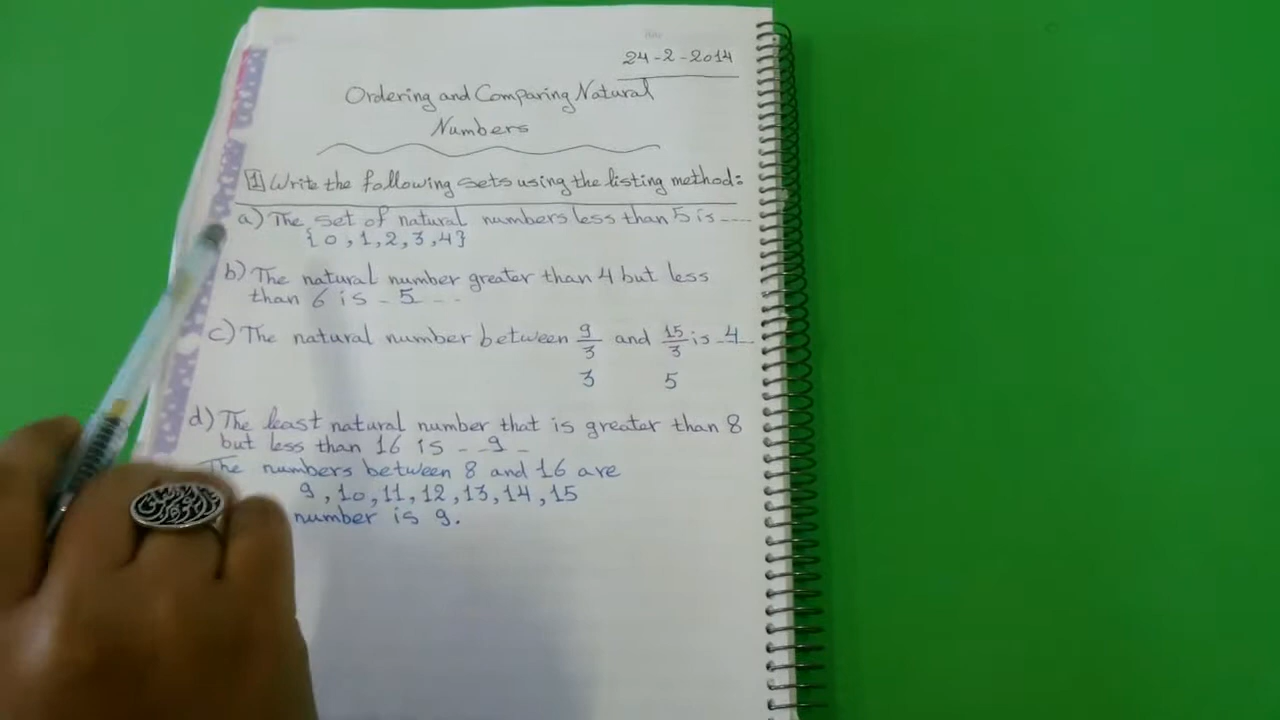 24-2-2014
Ordering and Comparing Natural
Numbers
1 Write the following sets using the listing method:
a) The set of natural numbers less than 5 is ----
{0,1,2,3,4}
b) The natural number greater than 4 but less
than 6 is - 5 - - -
c) The natural number between 9/3 and 15/3 is - 4 -
3 5
d) The least natural number that is greater than 8
but less than 16 is - - 9 -
The numbers between 8 and 16 are
9, 10, 11, 12, 13, 14, 15
number is 9.